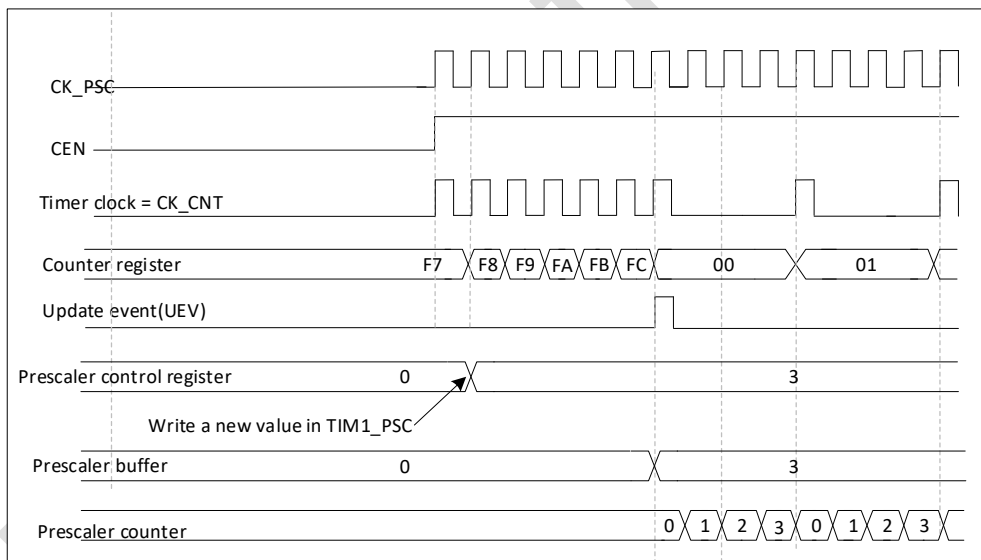 CK_PSC
CEN
Timer clock = CK_CNT
Counter register F7 F8 F9 FA FB FC 00 01
Update event(UEV)
Prescaler control register 0 3
Write a new value in TIM1_PSC
Prescaler buffer 0 3
Prescaler counter 0 1 2 3 0 1 2 3